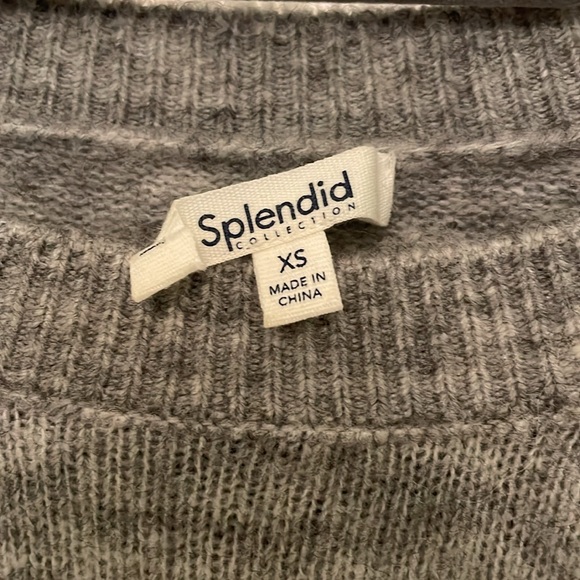 Splendid
COLLECTION
XS
MADE IN
CHINA